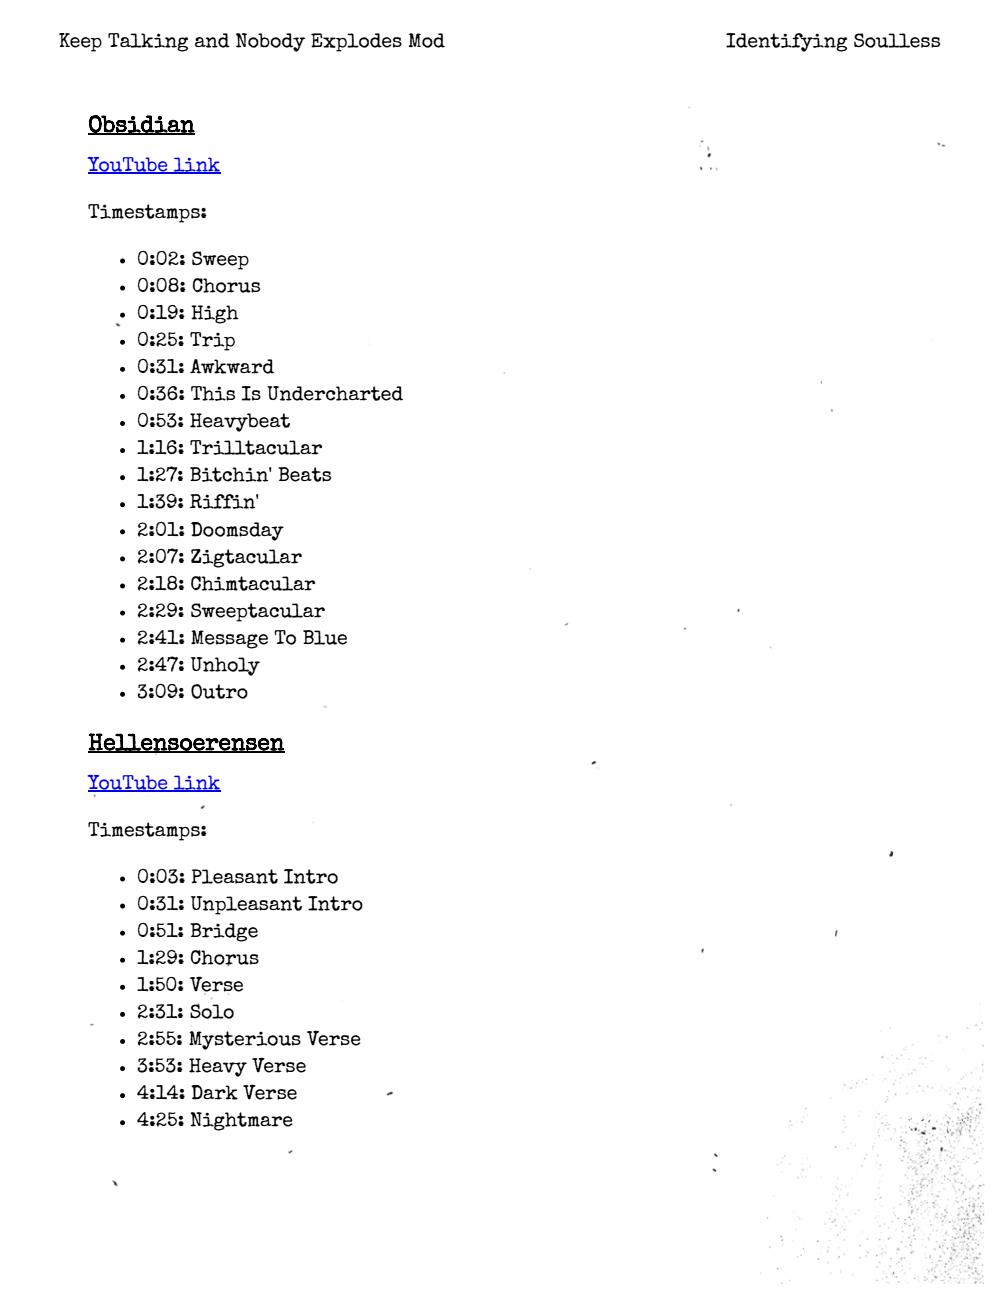 Keep Talking and Nobody Explodes Mod
Identifying Soulless
Obsidian
YouTube link
Timestamps:
• 0:02: Sweep
• 0:08: Chorus
• 0:19: High
• 0:25: Trip
• 0:31: Awkward
• 0:36: This Is Undercharted
• 0:53: Heavybeat
• 1:16: Trilltacular
• 1:27: Bitchin' Beats
• 1:39: Riffin'
• 2:01: Doomsday
• 2:07: Zigtacular
• 2:18: Chimtacular
• 2:29: Sweeptacular
• 2:41: Message To Blue
• 2:47: Unholy
• 3:09: Outro
Hellensoerensen
YouTube link
Timestamps:
• 0:03: Pleasant Intro
• 0:31: Unpleasant Intro
• 0:51: Bridge
• 1:29: Chorus
• 1:50: Verse
• 2:31: Solo
• 2:55: Mysterious Verse
• 3:53: Heavy Verse
• 4:14: Dark Verse
• 4:25: Nightmare